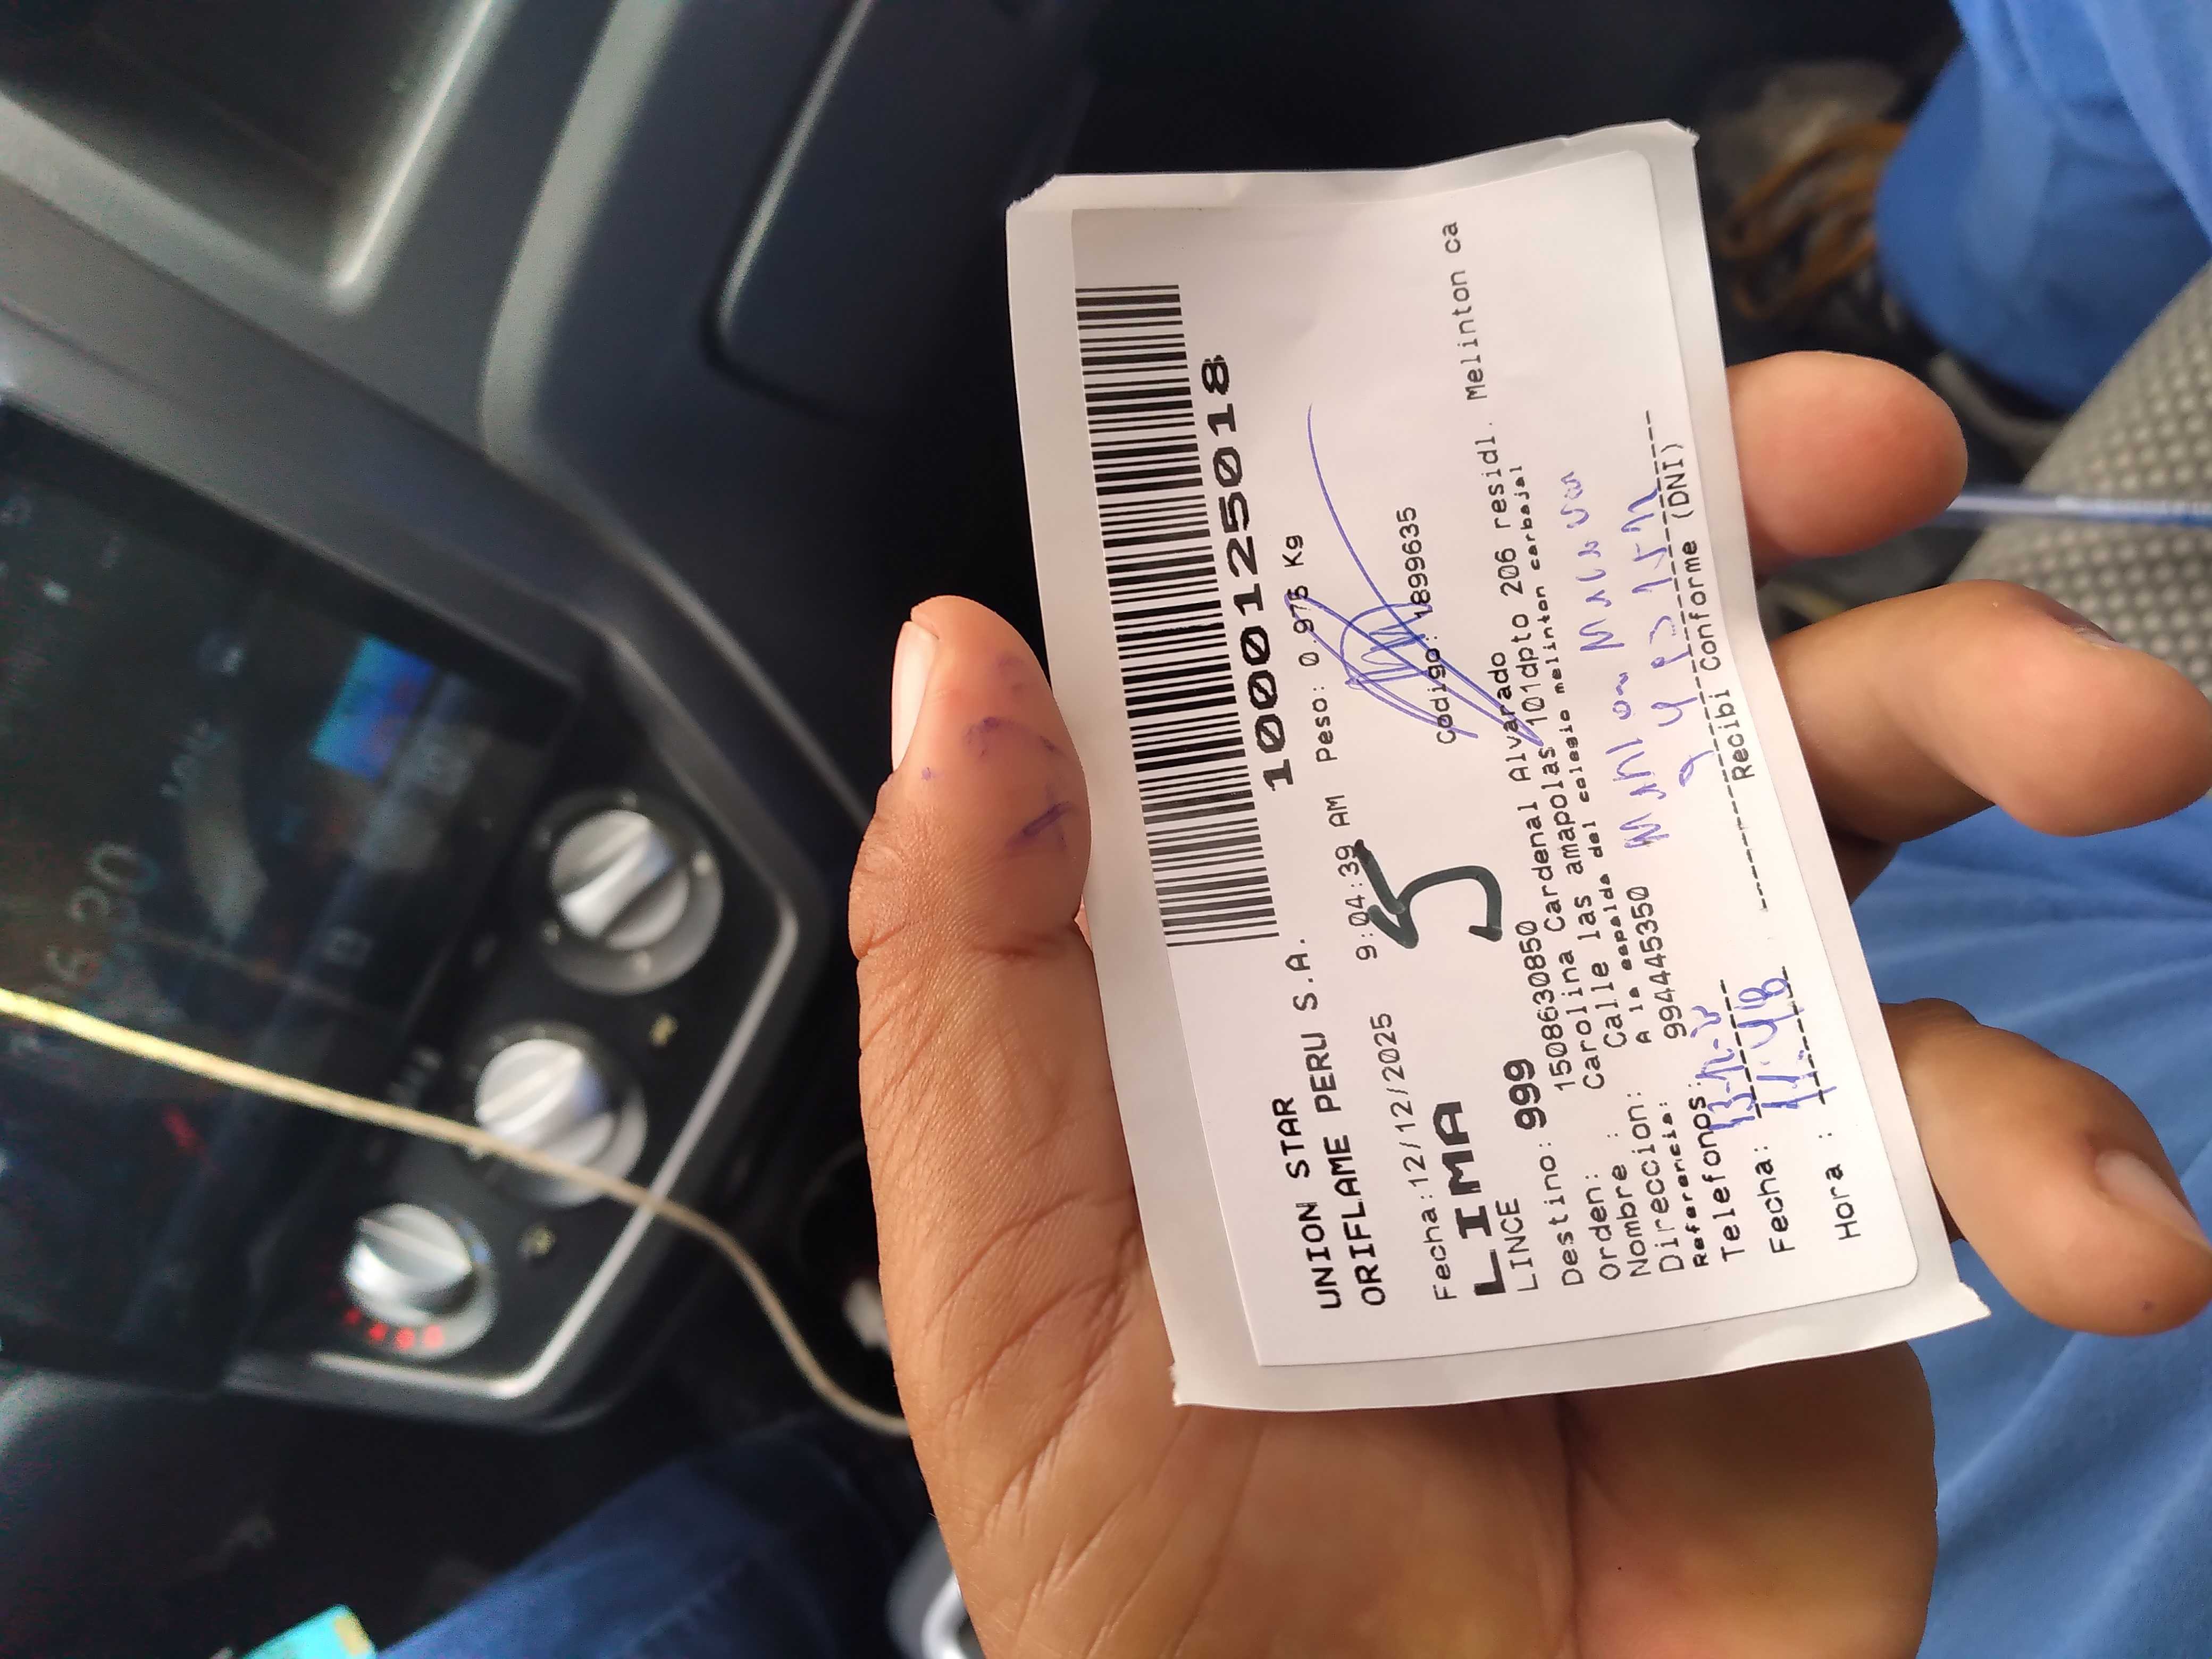 UNION STAR
ORIFLAME PERU S.A.
1000125018
Fecha:12/12/2025 9:04:39 AM Peso: 0.975 Kg
LIMA
5
LINCE
Destino: 999 Codigo: 1899635
Orden: 1508630850
Nombre : Carolina Cardenal Alvarado
Direccion: Calle las amapolas 101dpto 206 residl. Melinton ca
Referencia: A la espalda del colegio melinton carbajal
Telefonos: 994445350
Fecha:
Hora : 11:48
Recibi Conforme (DNI)